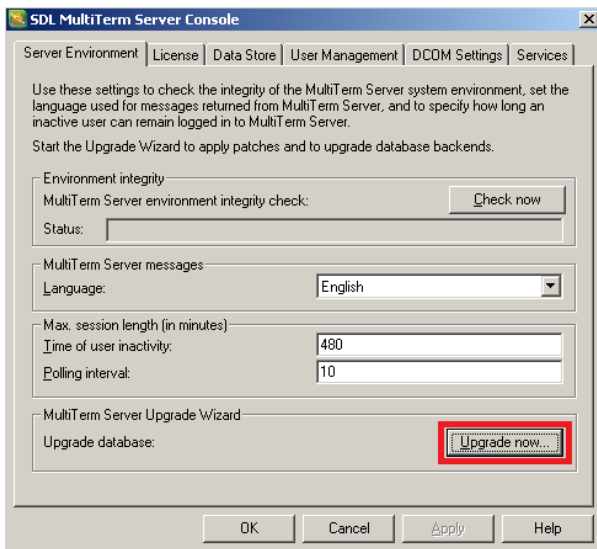 SDL MultiTerm Server Console
Server Environment License Data Store User Management DCOM Settings Services
Use these settings to check the integrity of the MultiTerm Server system environment, set the
language used for messages returned from MultiTerm Server, and to specify how long an
inactive user can remain logged in to MultiTerm Server.
Start the Upgrade Wizard to apply patches and to upgrade database backends.
Environment integrity
MultiTerm Server environment integrity check: Check now
Status:
MultiTerm Server messages
Language: English
Max. session length (in minutes)
Time of user inactivity: 480
Polling interval: 10
MultiTerm Server Upgrade Wizard
Upgrade database: Upgrade now...
OK Cancel Apply Help